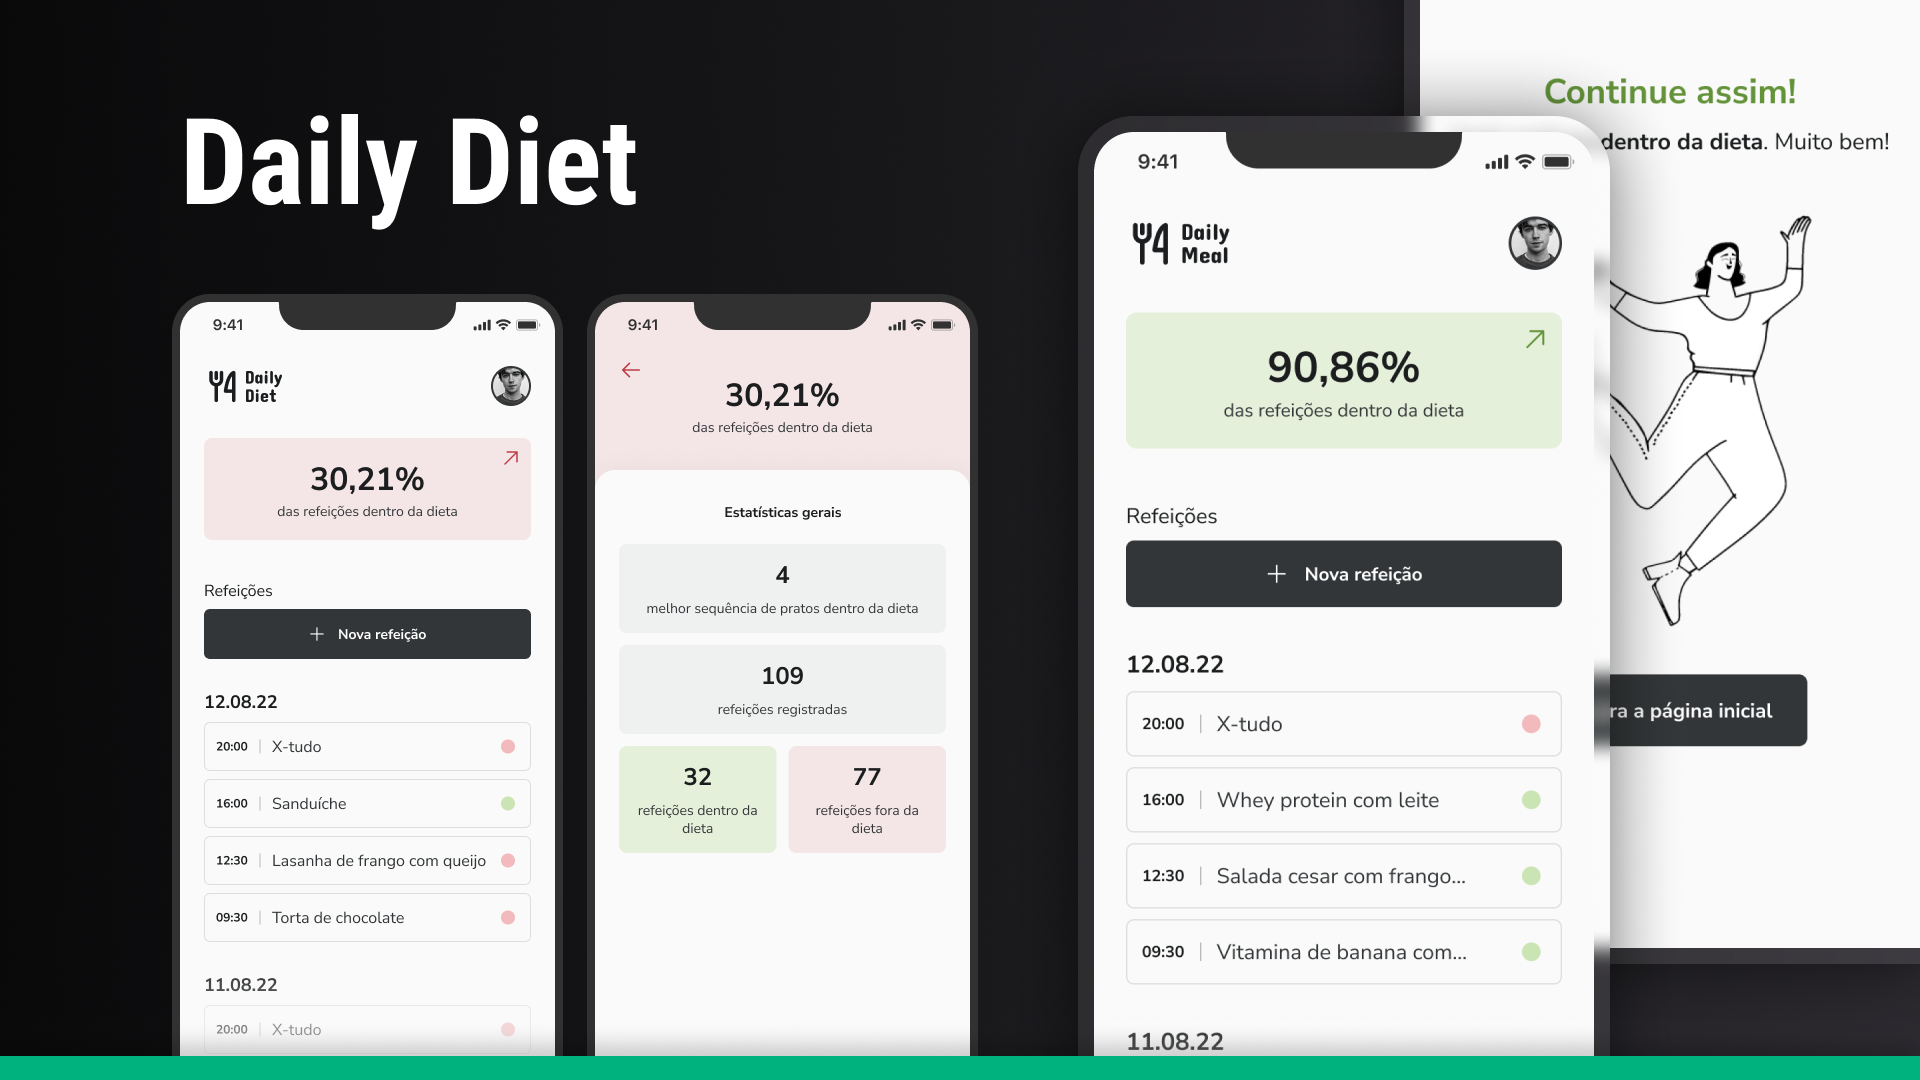 Daily Diet
9:41
Daily
Diet
30,21%
das refeições dentro da dieta
Refeições
Nova refeição
12.08.22
20:00 X-tudo
16:00 Sanduíche
12:30 Lasanha de frango com queijo
09:30 Torta de chocolate
11.08.22
20:00 X-tudo
9:41
30,21%
das refeições dentro da dieta
Estatísticas gerais
4
melhor sequência de pratos dentro da dieta
109
refeições registradas
32
refeições dentro da
dieta
77
refeições fora da
dieta
9:41
Daily
Meal
90,86%
das refeições dentro da dieta
Refeições
Nova refeição
12.08.22
20:00 X-tudo
16:00 Whey protein com leite
12:30 Salada cesar com frango...
09:30 Vitamina de banana com...
11.08.22
Continue assim!
dentro da dieta. Muito bem!
ra a página inicial